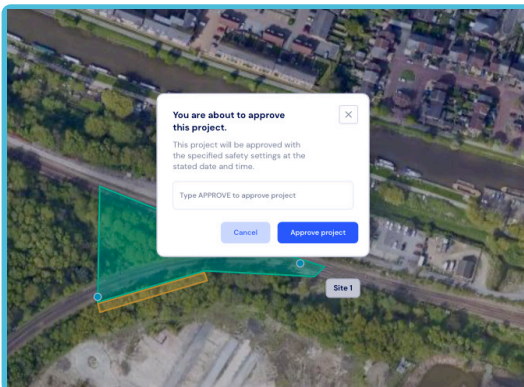 You are about to approve
this project.
This project will be approved with
the specified safety settings at the
stated date and time.
Type APPROVE to approve project
Cancel
Approve project
Site 1